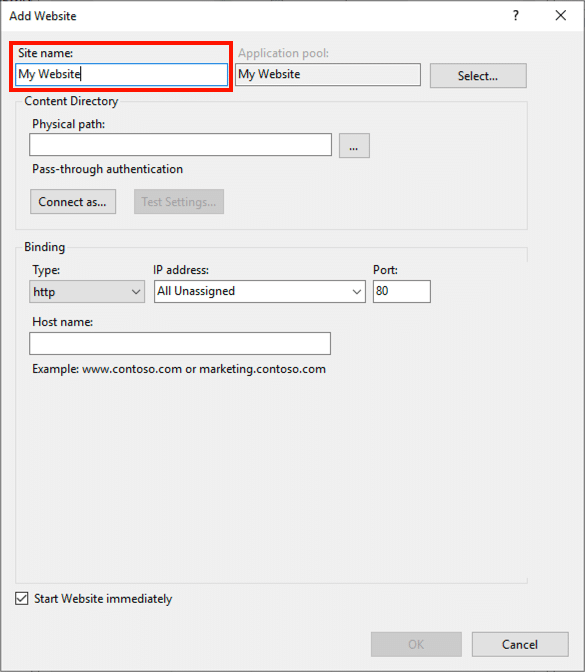 Add Website
?
Site name:
Application pool:
My Website
My Website
Select...
Content Directory
Physical path:
...
Pass-through authentication
Connect as...
Test Settings...
Binding
Type:
IP address:
Port:
http
All Unassigned
80
Host name:
Example: www.contoso.com or marketing.contoso.com
Start Website immediately
OK
Cancel